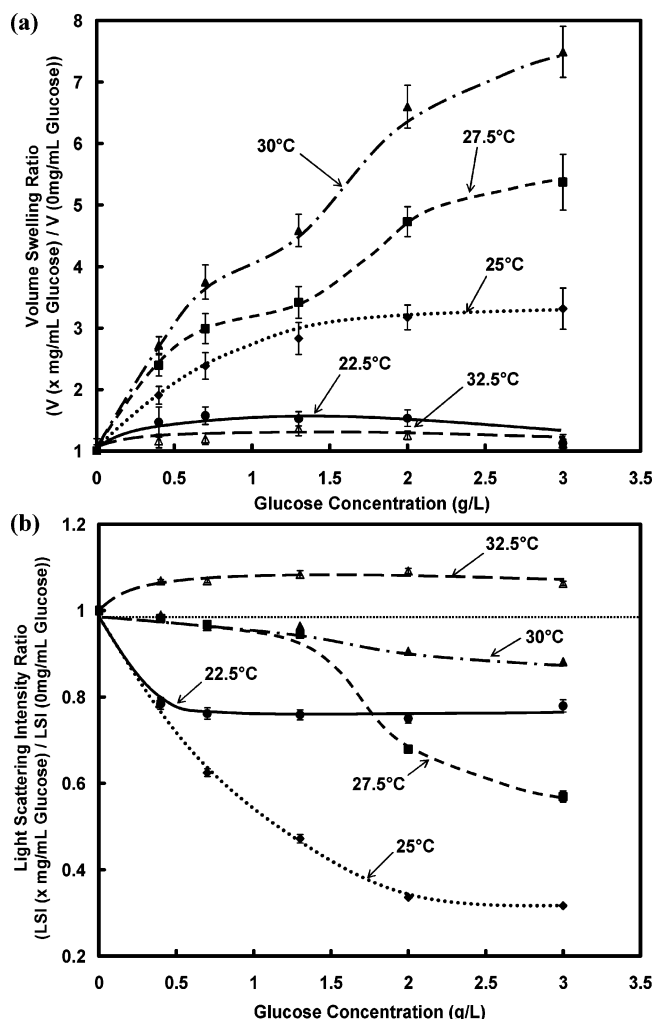 (a)
8
7
6
5
4
3
2
1
Volume Swelling Ratio
(V (x mg/mL Glucose) / V (0mg/mL Glucose))
30°C
27.5°C
25°C
22.5°C
32.5°C
0 0.5 1 1.5 2 2.5 3 3.5
Glucose Concentration (g/L)
(b)
1.2
1
0.8
0.6
0.4
0.2
Light Scattering Intensity Ratio
(LSI (x mg/mL Glucose) / LSI (0mg/mL Glucose))
32.5°C
30°C
22.5°C
27.5°C
25°C
0 0.5 1 1.5 2 2.5 3 3.5
Glucose Concentration (g/L)